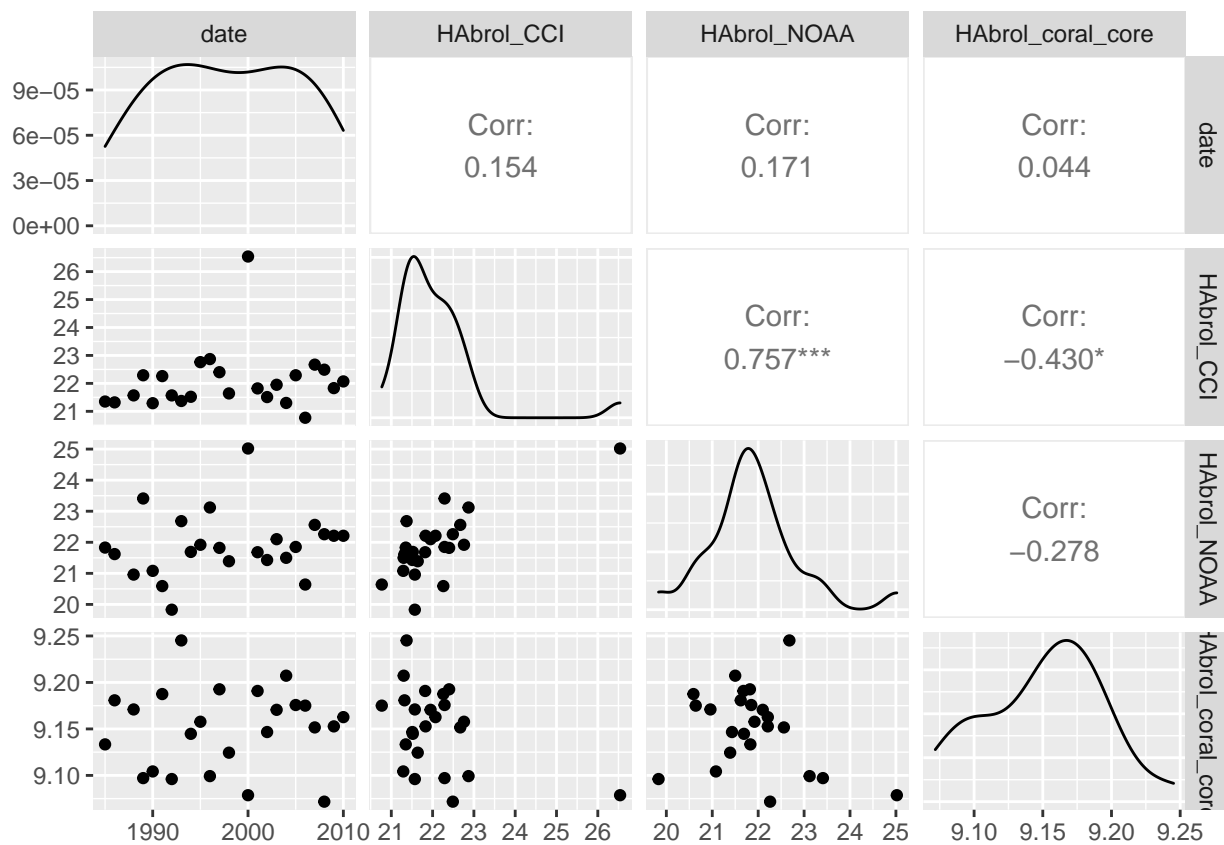 date HAbrol_CCI HAbrol_NOAA HAbrol_coral_core
9e−05
6e−05
3e−05
0e+00
Corr:
0.154
Corr:
0.171
Corr:
0.044
date
26
25
24
23
22
21
Corr:
0.757***
Corr:
−0.430*
HAbrol_CCI
25
24
23
22
21
20
Corr:
−0.278
HAbrol_NOAA
9.25
9.20
9.15
9.10
HAbrol_coral_core
1990 2000 2010 21 22 23 24 25 26 20 21 22 23 24 25 9.10 9.15 9.20 9.25